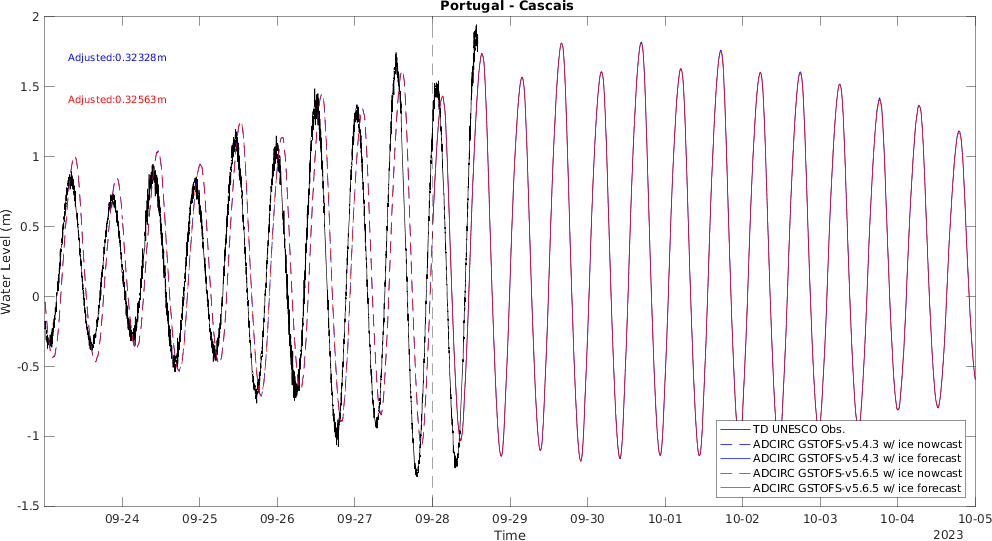 Portugal - Cascais
Adjusted:0.32328m
Adjusted:0.32563m
Water Level (m)
2
1.5
1
0.5
0
-0.5
-1
-1.5
TD UNESCO Obs.
ADCIRC GSTOFS-v5.4.3 w/ ice nowcast
ADCIRC GSTOFS-v5.4.3 w/ ice forecast
ADCIRC GSTOFS-v5.6.5 w/ ice nowcast
ADCIRC GSTOFS-v5.6.5 w/ ice forecast
09-24 09-25 09-26 09-27 09-28 09-29 09-30 10-01 10-02 10-03 10-04 10-05
Time
2023